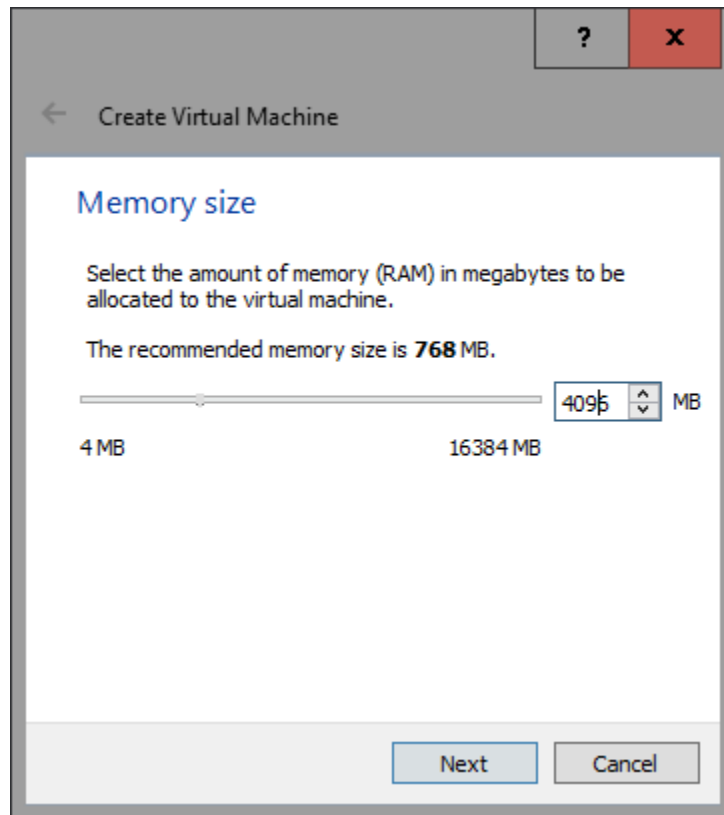 ? x
Create Virtual Machine
Memory size
Select the amount of memory (RAM) in megabytes to be
allocated to the virtual machine.
The recommended memory size is 768 MB.
4096 MB
4 MB 16384 MB
Next Cancel